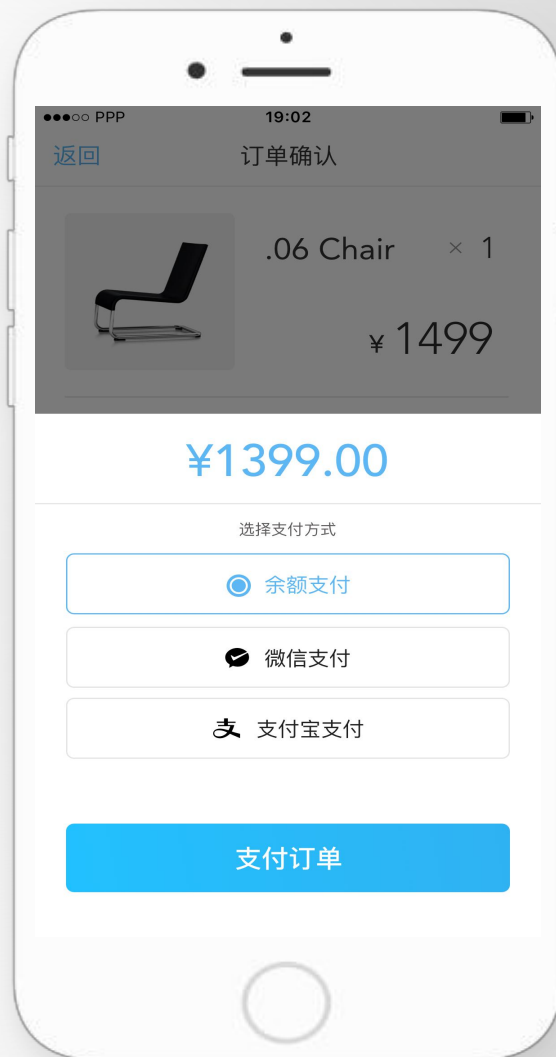 PPP 19:02
返回 订单确认
.06 Chair × 1
¥ 1499
¥1399.00
选择支付方式
余额支付
微信支付
支付宝支付
支付订单